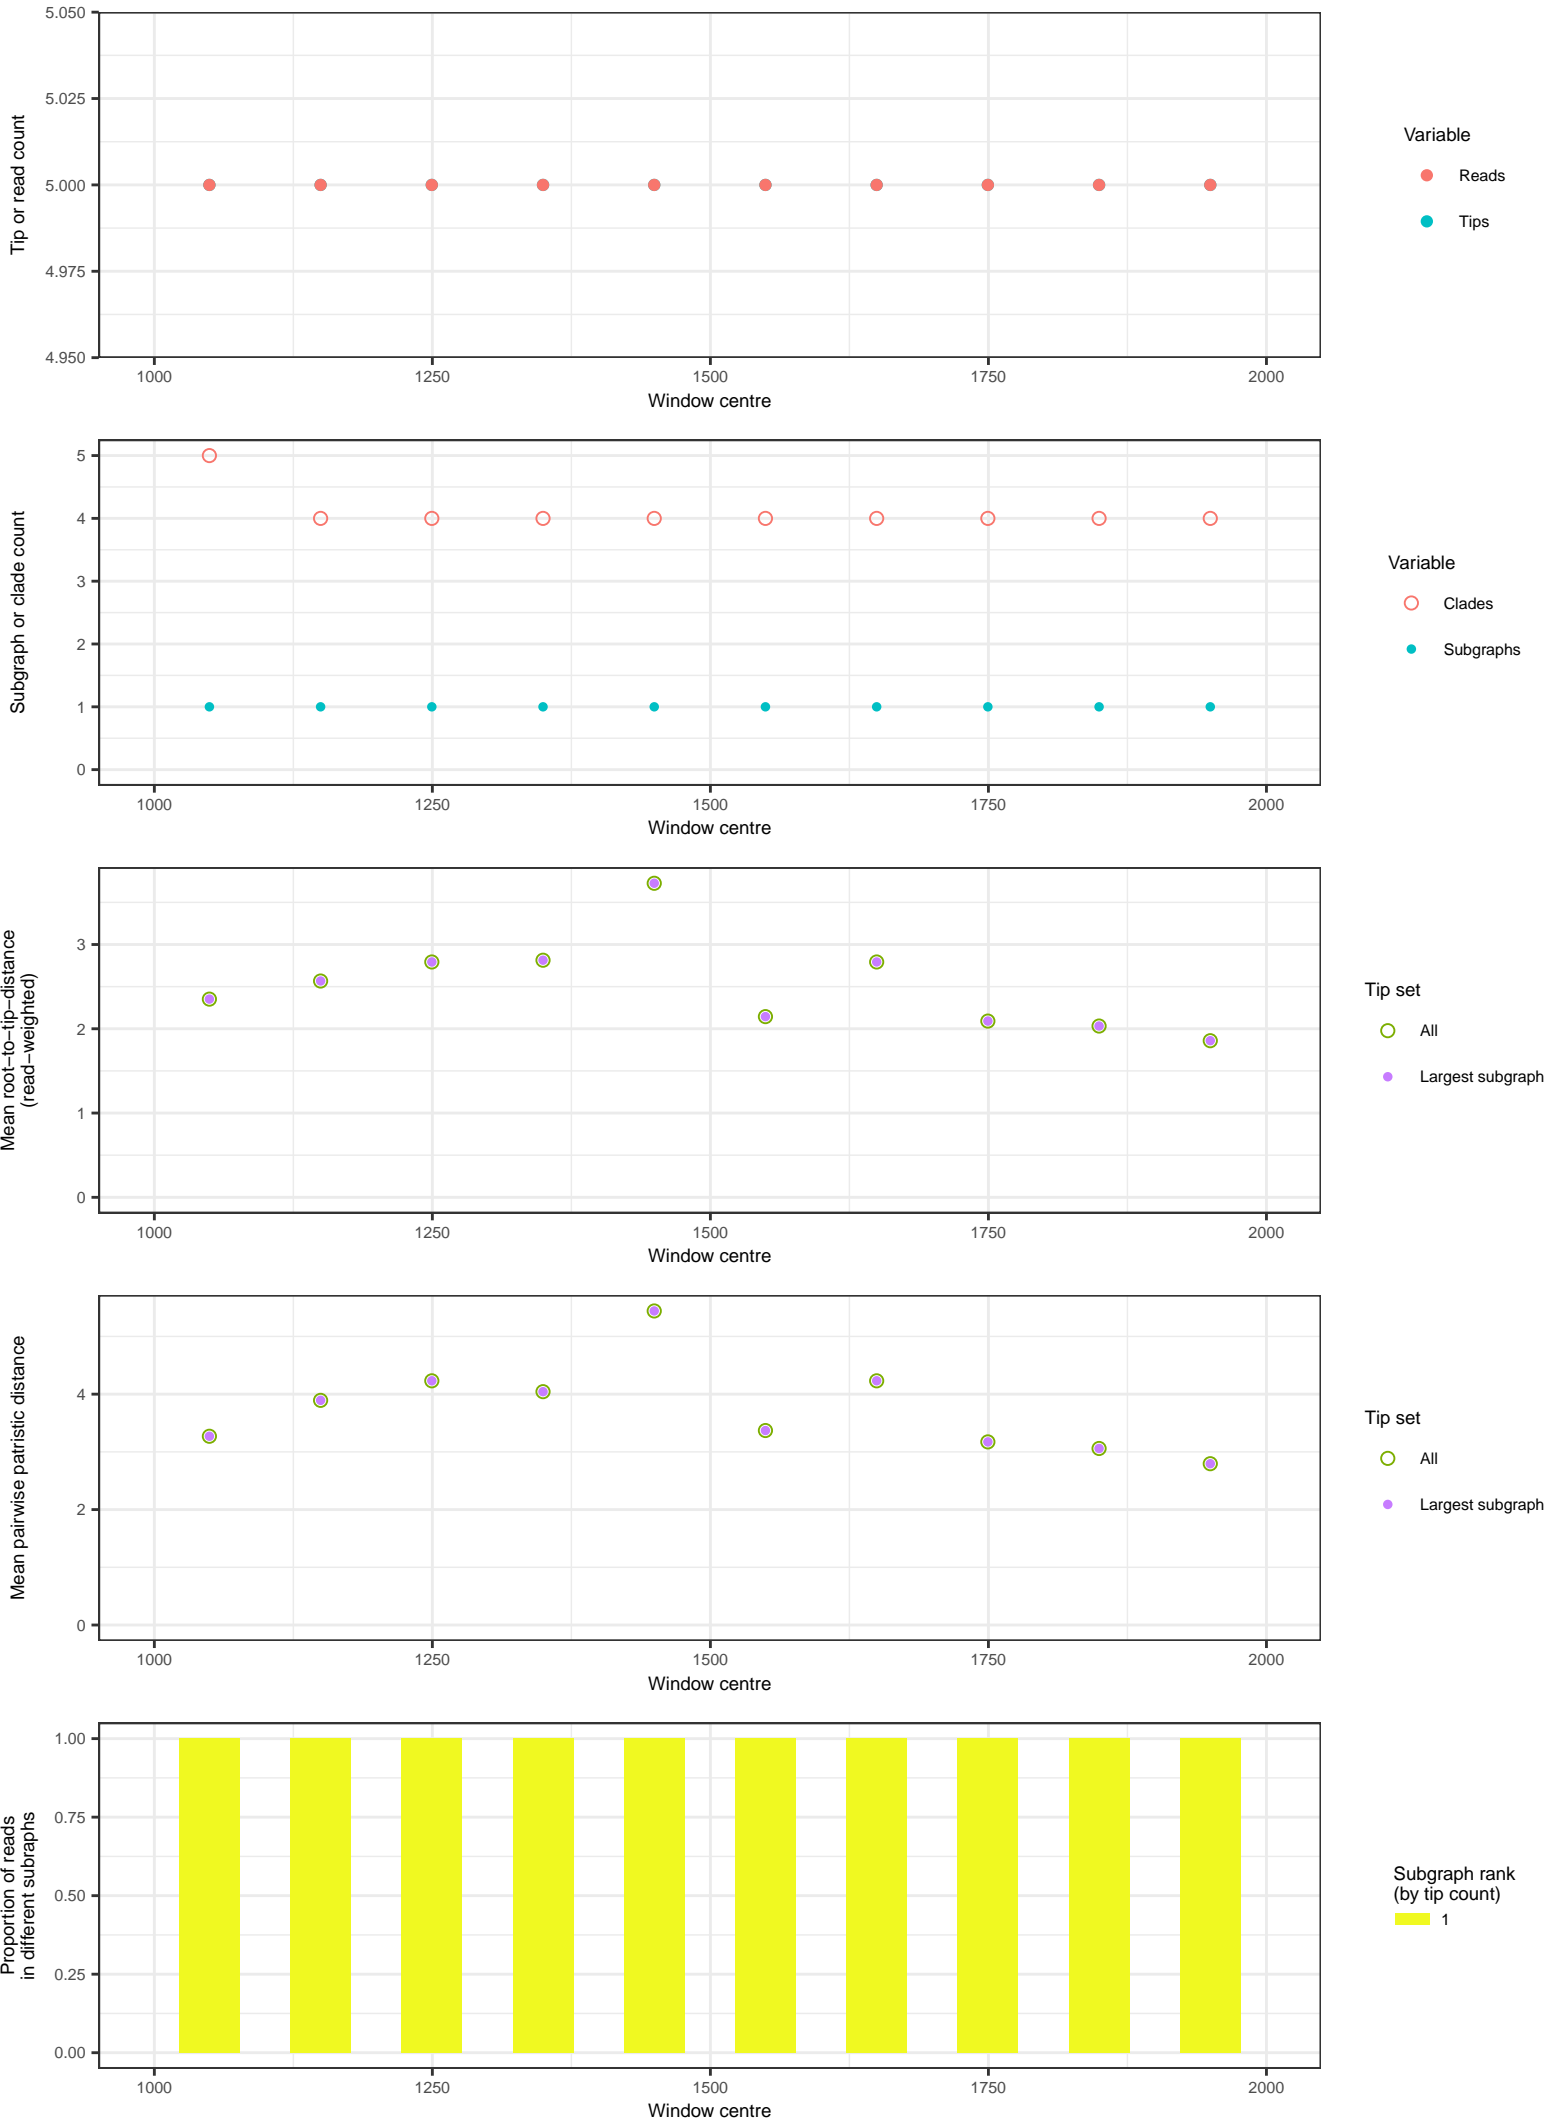 5.050
5.025
5.000
4.975
4.950
Tip or read count
1000 1250 1500 1750 2000
Window centre
Variable
Reads
Tips
5
4
3
2
1
0
Subgraph or clade count
1000 1250 1500 1750 2000
Window centre
Variable
Clades
Subgraphs
3
2
1
0
Mean root−to−tip−distance
(read−weighted)
1000 1250 1500 1750 2000
Window centre
Tip set
All
Largest subgraph
4
2
0
Mean pairwise patristic distance
1000 1250 1500 1750 2000
Window centre
Tip set
All
Largest subgraph
1.00
0.75
0.50
0.25
0.00
Proportion of reads
in different subraphs
1000 1250 1500 1750 2000
Window centre
Subgraph rank
(by tip count)
1